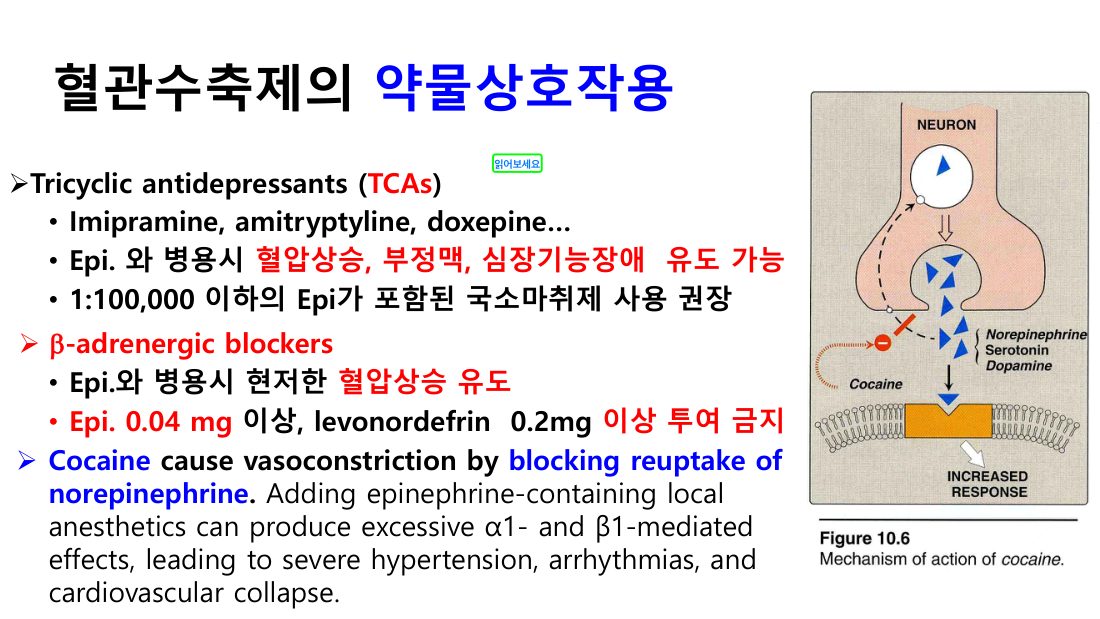 혈관수축제의 약물상호작용
읽어보세요
➢Tricyclic antidepressants (TCAs)
• Imipramine, amitryptyline, doxepine…
• Epi. 와 병용시 혈압상승, 부정맥, 심장기능장애 유도 가능
• 1:100,000 이하의 Epi가 포함된 국소마취제 사용 권장
➢ β-adrenergic blockers
• Epi.와 병용시 현저한 혈압상승 유도
• Epi. 0.04 mg 이상, levonordefrin 0.2mg 이상 투여 금지
➢ Cocaine cause vasoconstriction by blocking reuptake of
norepinephrine. Adding epinephrine-containing local
anesthetics can produce excessive α1- and β1-mediated
effects, leading to severe hypertension, arrhythmias, and
cardiovascular collapse.
NEURON
Norepinephrine
Serotonin
Dopamine
Cocaine
INCREASED
RESPONSE
Figure 10.6
Mechanism of action of cocaine.